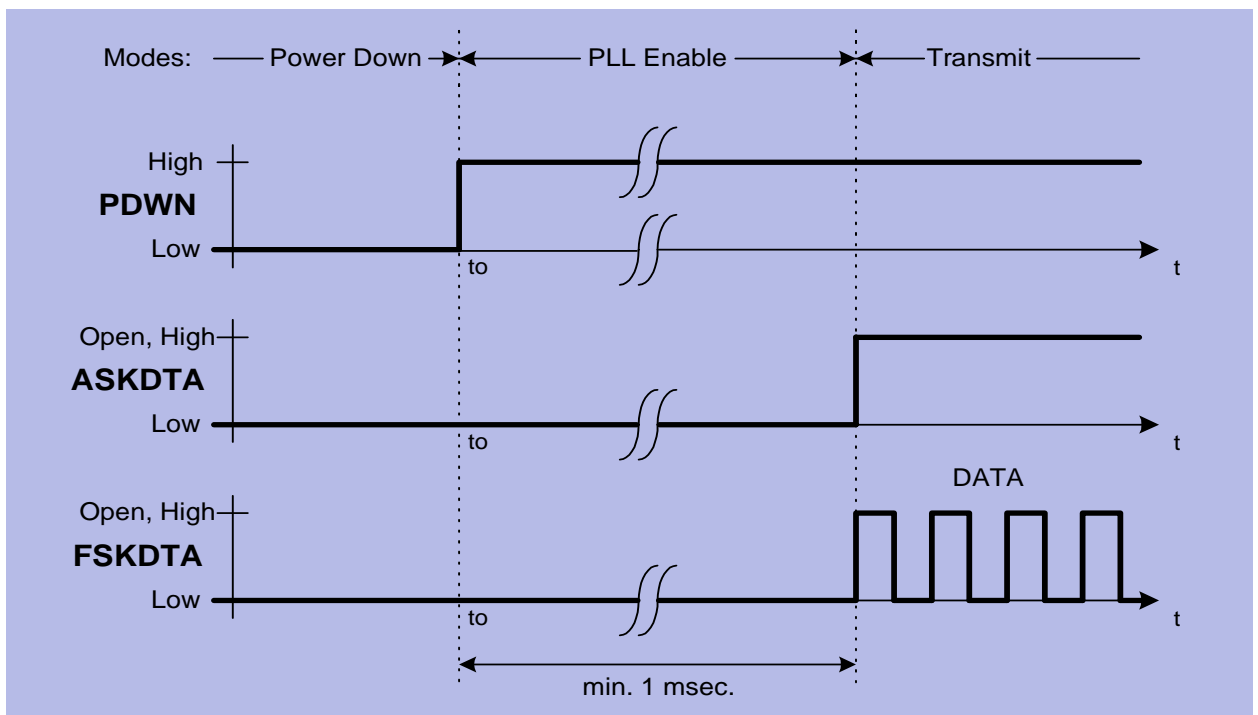 Modes: Power Down PLL Enable Transmit
High
PDWN
Low
to
t
Open, High
ASKDTA
Low
to
t
DATA
Open, High
FSKDTA
Low
to
t
min. 1 msec.